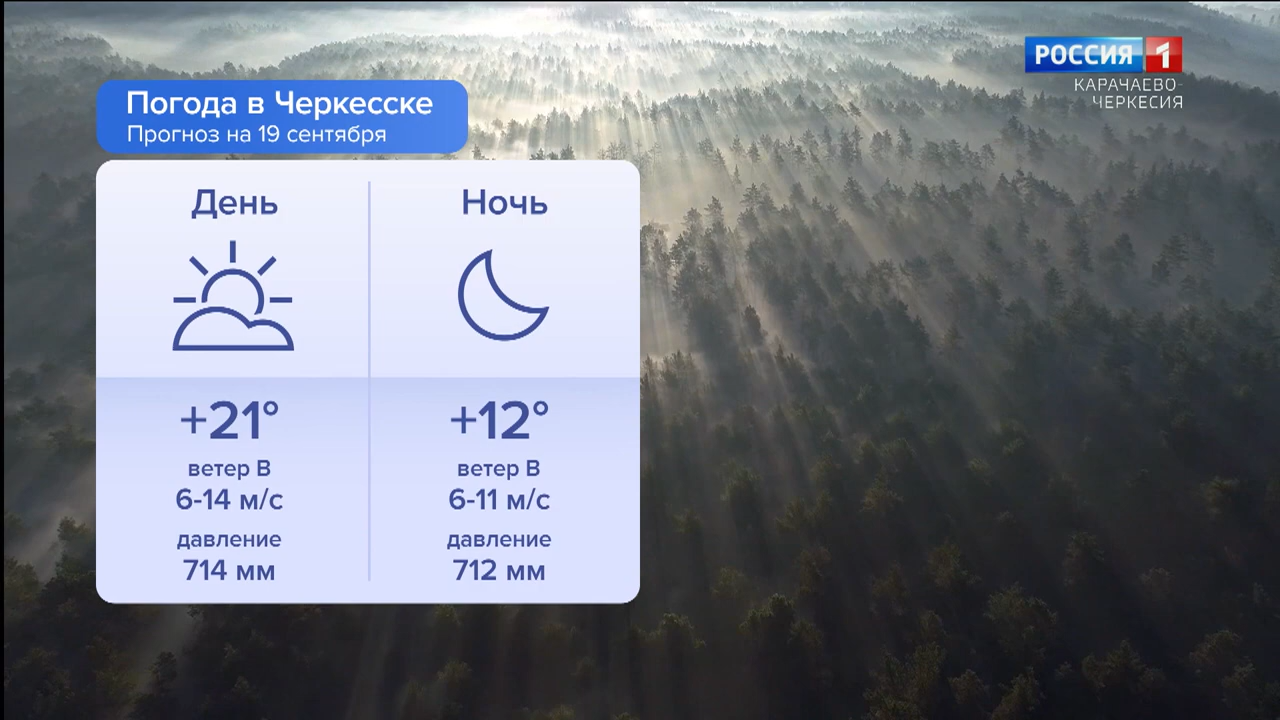 РОССИЯ 1
КАРАЧАЕВО-
ЧЕРКЕСИЯ
Погода в Черкесске
Прогноз на 19 сентября
День
Ночь
+21°
+12°
ветер В
ветер В
6-14 м/с
6-11 м/с
давление
давление
714 мм
712 мм